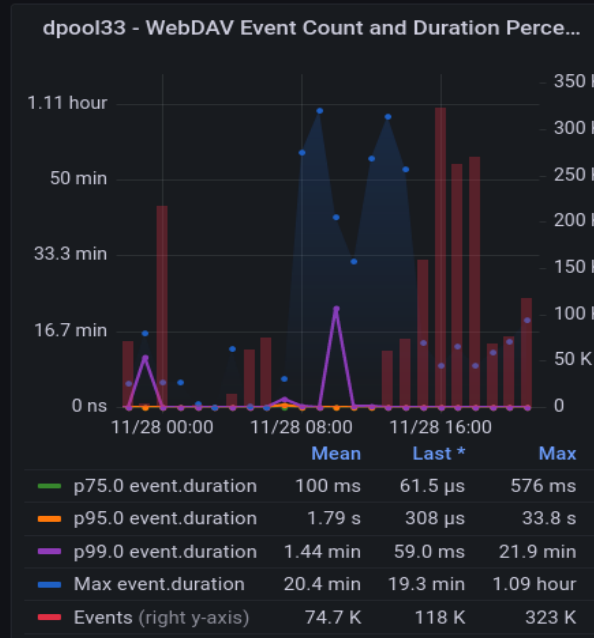 dpool33 - WebDAV Event Count and Duration Perce...
1.11 hour
50 min
33.3 min
16.7 min
0 ns
350
300
250
200
150
100
50 K
0
11/28 00:00 11/28 08:00 11/28 16:00
Mean Last * Max
p75.0 event.duration 100 ms 61.5 µs 576 ms
p95.0 event.duration 1.79 s 308 µs 33.8 s
p99.0 event.duration 1.44 min 59.0 ms 21.9 min
Max event.duration 20.4 min 19.3 min 1.09 hour
Events (right y-axis) 74.7 K 118 K 323 K